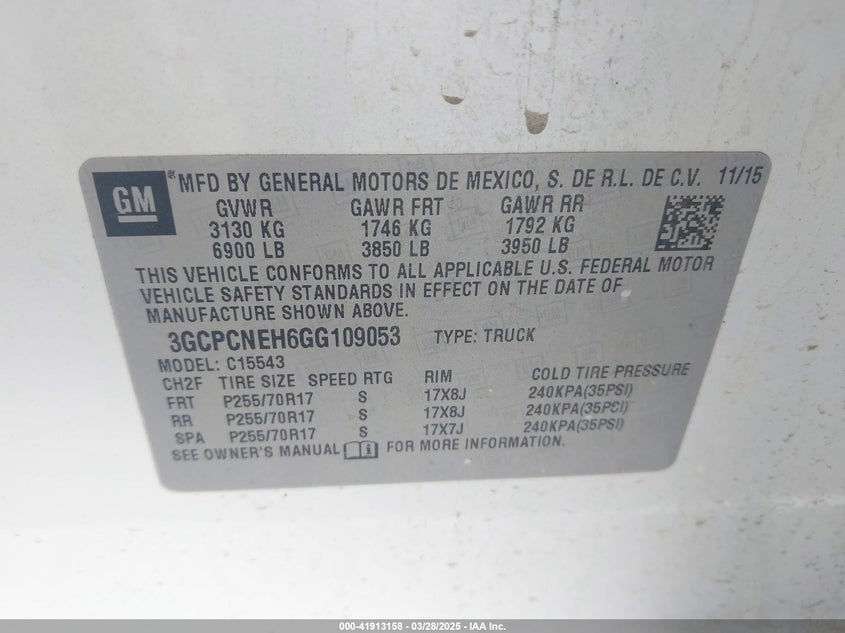 GM® MFD BY GENERAL MOTORS DE MEXICO, S. DE R.L. DE C.V. 11/15
GVWR GAWR FRT GAWR RR
3130 KG 1746 KG 1792 KG
6900 LB 3850 LB 3950 LB
THIS VEHICLE CONFORMS TO ALL APPLICABLE U.S. FEDERAL MOTOR
VEHICLE SAFETY STANDARDS IN EFFECT ON THE DATE OF
MANUFACTURE SHOWN ABOVE.
3GCPCNEH6GG109053 TYPE: TRUCK
MODEL: C15543
CH2F TIRE SIZE SPEED RTG RIM COLD TIRE PRESSURE
FRT P255/70R17 S 17X8J 240KPA(35PSI)
RR P255/70R17 S 17X8J 240KPA(35PSI)
SPA P255/70R17 S 17X7J 240KPA(35PSI)
SEE OWNER'S MANUAL FOR MORE INFORMATION.
000-41913158 — 03/28/2025 — IAA Inc.